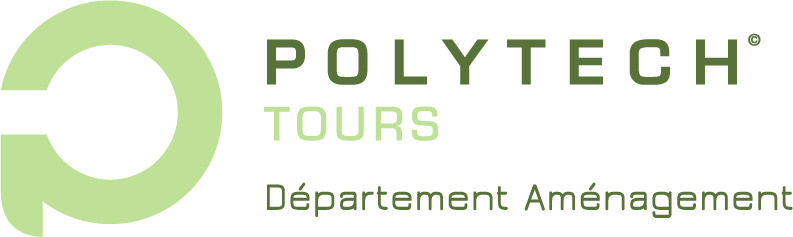 POLYTECH©
TOURS
Département Aménagement